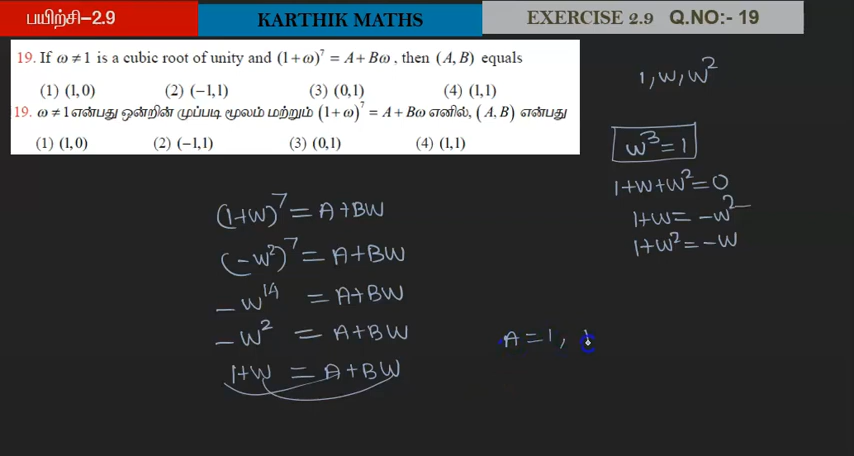 பயிற்சி-2.9 KARTHIK MATHS EXERCISE 2.9 Q.NO:- 19
19. If ω ≠ 1 is a cubic root of unity and (1+ω)⁷ = A + Bω, then (A, B) equals
(1) (1,0) (2) (−1,1) (3) (0,1) (4) (1,1)
19. ω ≠ 1 என்பது ஒன்றின் முப்படி மூலம் மற்றும் (1+ω)⁷ = A + Bω எனில், (A, B) என்பது
(1) (1,0) (2) (−1,1) (3) (0,1) (4) (1,1)
1, w, w²
w³ = 1
1+w+w² = 0
1+w = −w²
1+w² = −w
(1+w)⁷ = A+BW
(−w²)⁷ = A+BW
−w¹⁴ = A+BW
−w² = A+BW
1+w = A+BW
A = 1,